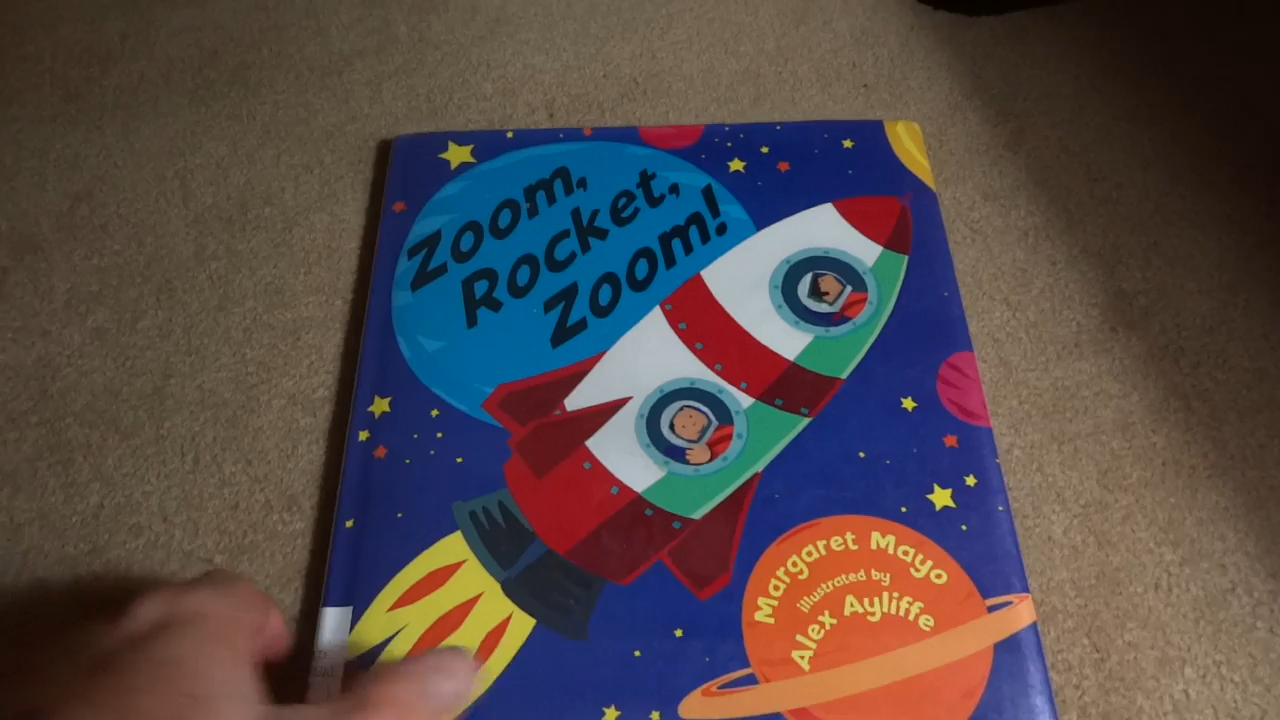 Zoom,
Rocket,
Zoom!
Margaret Mayo
illustrated by
Alex Ayliffe